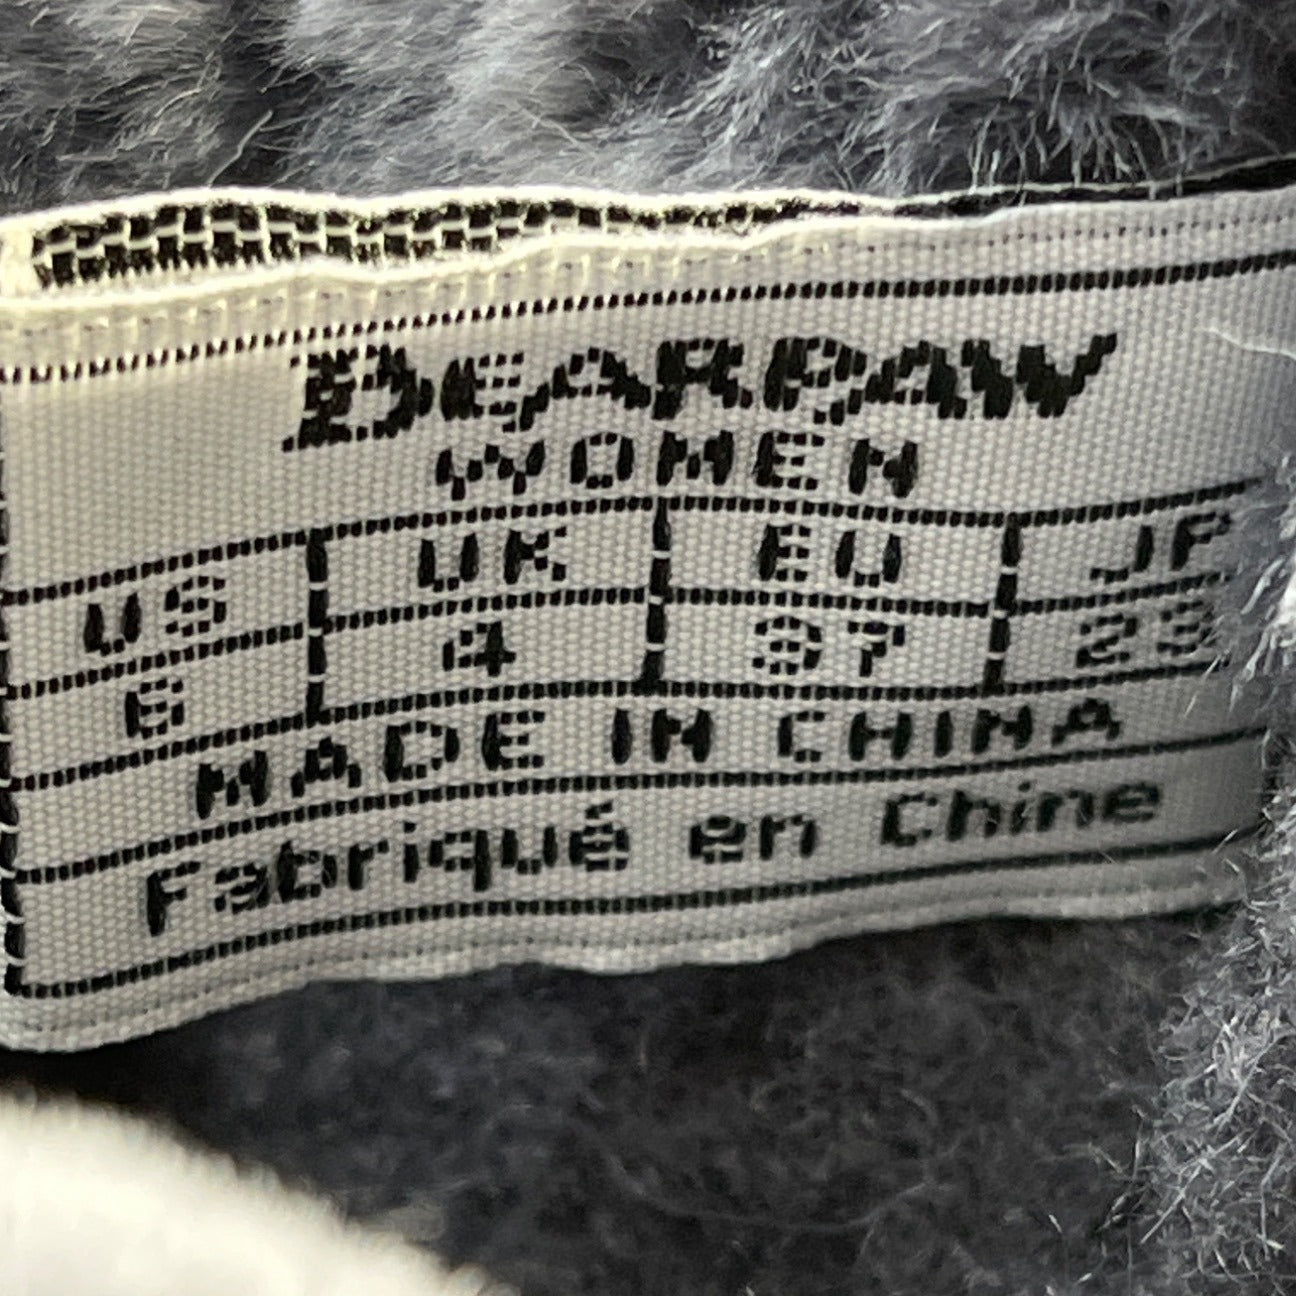 BEARPAW
WOMEN
US UK EU JP
6 4 37 23
MADE IN CHINA
Fabriqué en Chine